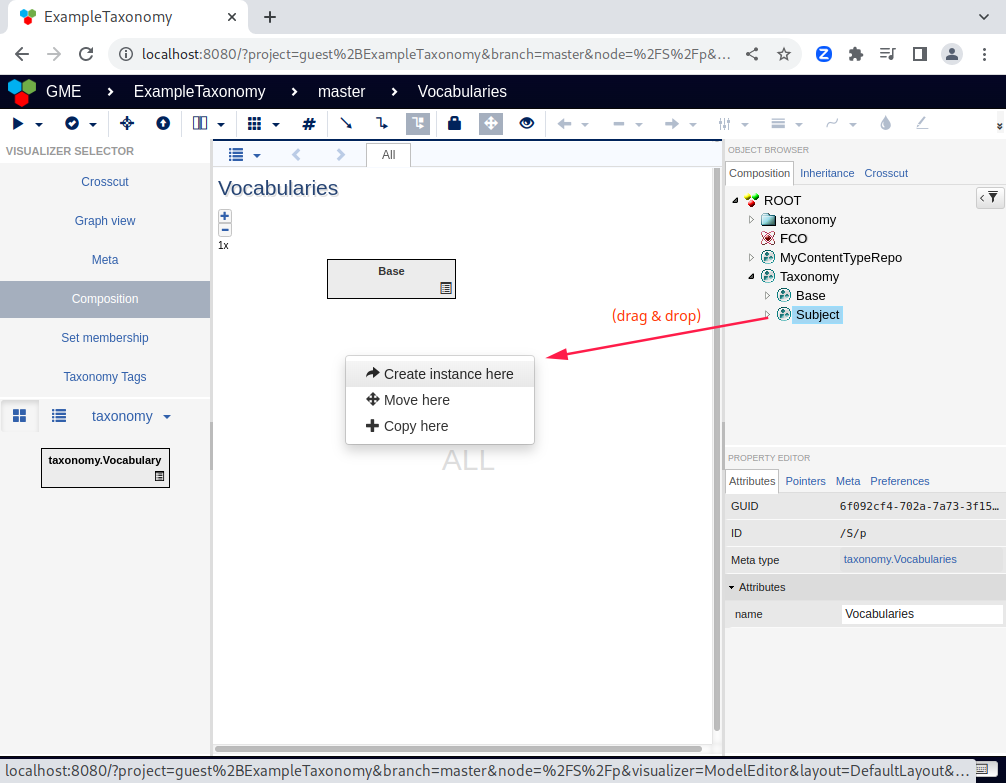 ExampleTaxonomy
localhost:8080/?project=guest%2BExampleTaxonomy&branch=master&node=%2FS%2Fp&...
GME
ExampleTaxonomy
master
Vocabularies
VISUALIZER SELECTOR
Crosscut
Graph view
Meta
Composition
Set membership
Taxonomy Tags
taxonomy
taxonomy.Vocabulary
All
Vocabularies
1x
Base
(drag & drop)
Create instance here
Move here
Copy here
ALL
OBJECT BROWSER
Composition Inheritance Crosscut
ROOT
taxonomy
FCO
MyContentTypeRepo
Taxonomy
Base
Subject
PROPERTY EDITOR
Attributes Pointers Meta Preferences
GUID 6f092cf4-702a-7a73-3f15…
ID /S/p
Meta type taxonomy.Vocabularies
Attributes
name Vocabularies
localhost:8080/?project=guest%2BExampleTaxonomy&branch=master&node=%2FS%2Fp&visualizer=ModelEditor&layout=DefaultLayout&...